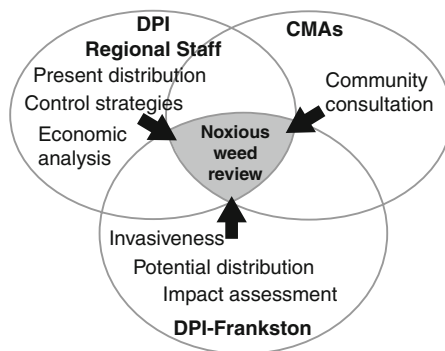 DPI
Regional Staff
Present distribution
Control strategies
Economic
analysis
CMAs
Community
consultation
Noxious
weed
review
Invasiveness
Potential distribution
Impact assessment
DPI-Frankston